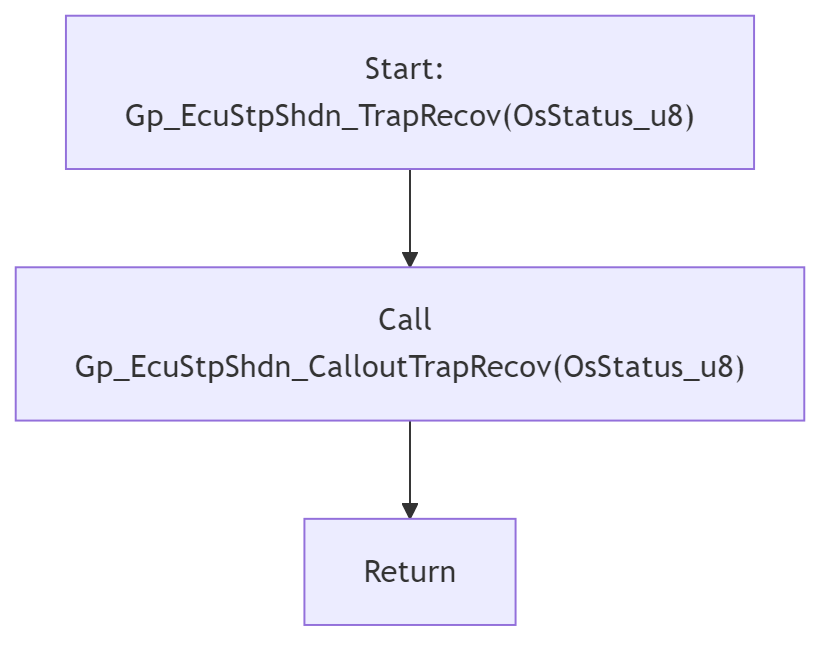 Start:
Gp_EcuStpShdn_TrapRecov(OsStatus_u8)
Call
Gp_EcuStpShdn_CalloutTrapRecov(OsStatus_u8)
Return